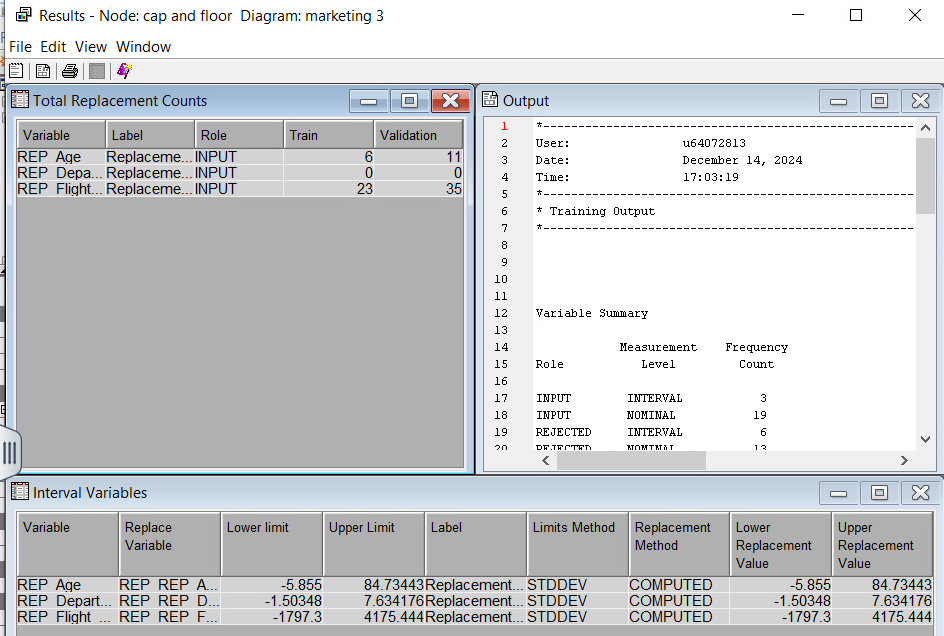 Results - Node: cap and floor Diagram: marketing 3
File Edit View Window
Total Replacement Counts
Variable Label Role Train Validation
REP_Age Replaceme... INPUT 6 11
REP_Depa... Replaceme... INPUT 0 0
REP_Flight... Replaceme... INPUT 23 35
Output
1 *------------------------------------------------------------
2 User: u64072813
3 Date: December 14, 2024
4 Time: 17:03:19
5 *------------------------------------------------------------
6 * Training Output
7 *------------------------------------------------------------
8
9
10
11
12 Variable Summary
13
14 Measurement Frequency
15 Role Level Count
16
17 INPUT INTERVAL 3
18 INPUT NOMINAL 19
19 REJECTED INTERVAL 6
20 REJECTED NOMINAL 13
Interval Variables
Variable Replace Variable Lower limit Upper Limit Label Limits Method Replacement Method Lower Replacement Value Upper Replacement Value
REP_Age REP_REP_A... -5.855 84.73443 Replacement... STDDEV COMPUTED -5.855 84.73443
REP_Depart... REP_REP_D... -1.50348 7.634176 Replacement... STDDEV COMPUTED -1.50348 7.634176
REP_Flight_... REP_REP_F... -1797.3 4175.444 Replacement... STDDEV COMPUTED -1797.3 4175.444